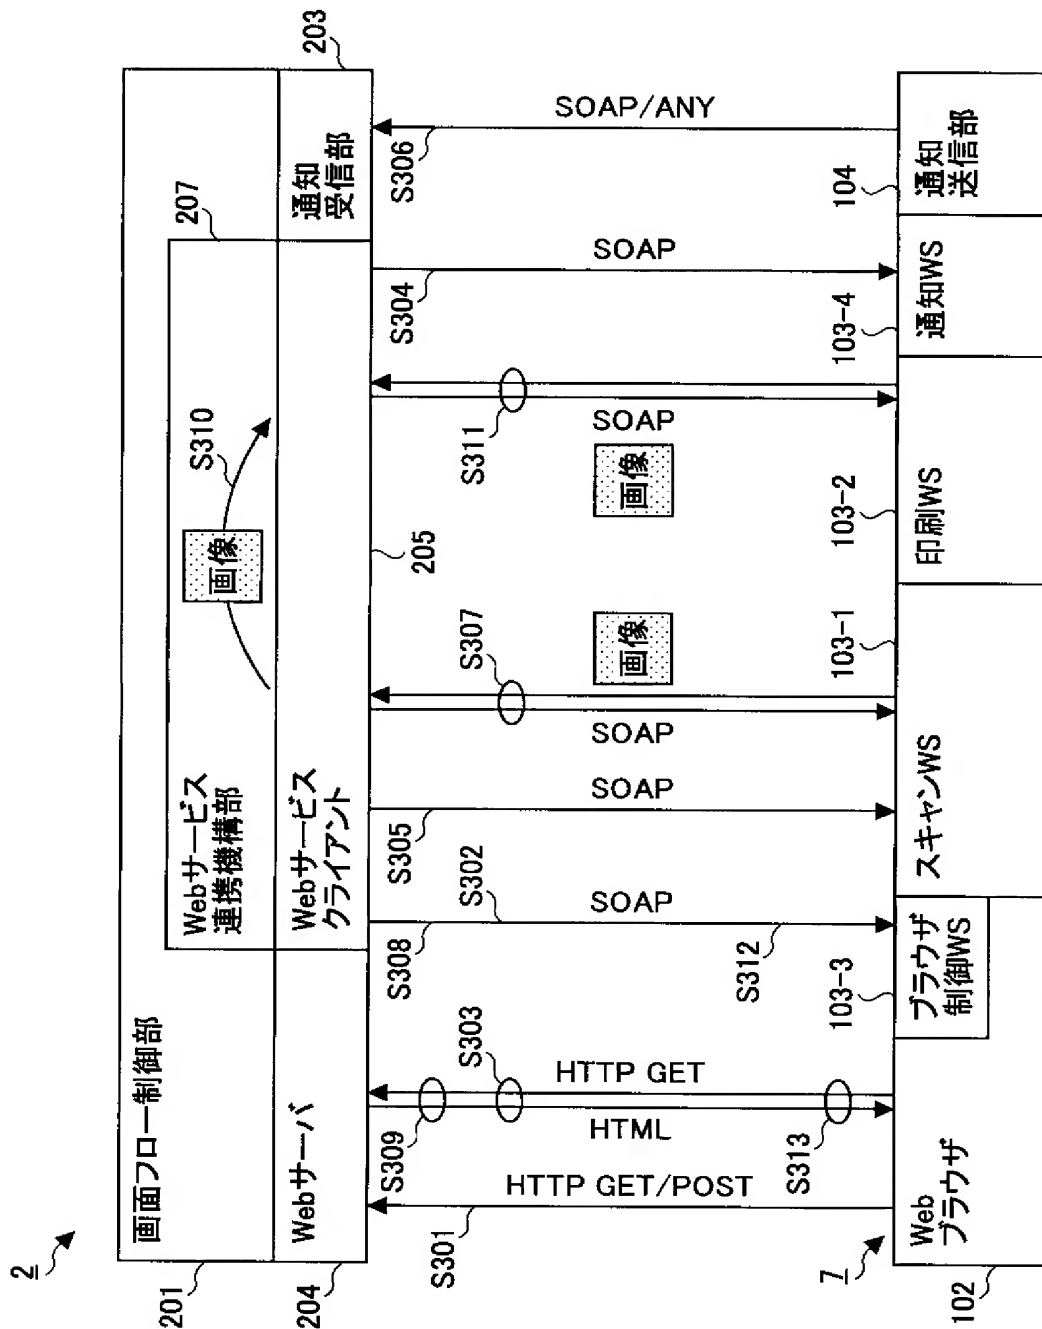 2
201
画面フロー制御部
207
Webサービス
連携機構部
画像
S310
204
Webサーバ
Webサービス
クライアント
205
通知
受信部
203
S301
HTTP GET/POST
S309
S303
S313
HTTP GET
HTML
S308
S302
S312
SOAP
S305
SOAP
S307
SOAP
画像
S311
SOAP
画像
S304
SOAP
S306
SOAP/ANY
7
102
Web
ブラウザ
103-3
ブラウザ
制御WS
103-1
スキャンWS
103-2
印刷WS
103-4
通知WS
104
通知
送信部